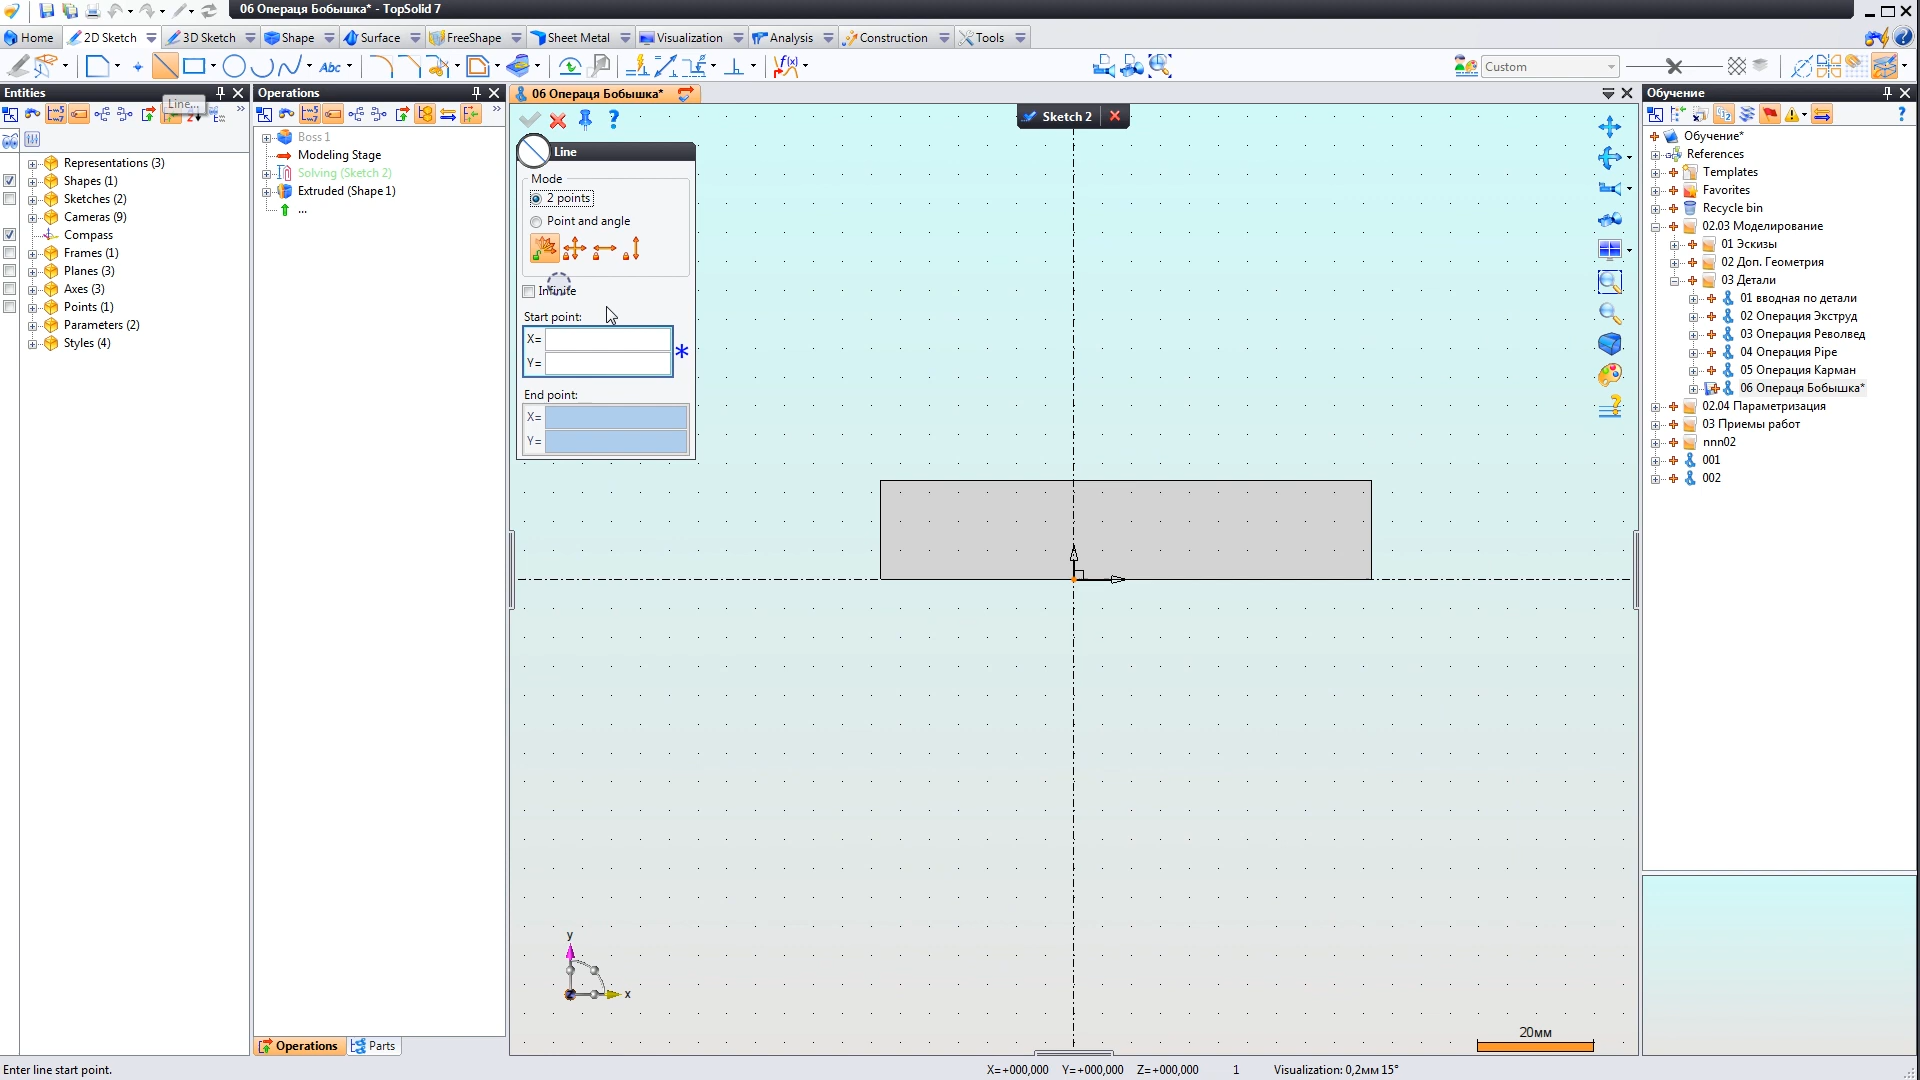 06 Операця Бобышка* - TopSolid 7
Home
2D Sketch
3D Sketch
Shape
Surface
FreeShape
Sheet Metal
Visualization
Analysis
Construction
Tools
Abc
f(x)
Custom
Entities
Line...
Representations (3)
Shapes (1)
Sketches (2)
Cameras (9)
Compass
Frames (1)
Planes (3)
Axes (3)
Points (1)
Parameters (2)
Styles (4)
Operations
Boss 1
Modeling Stage
Solving (Sketch 2)
Extruded (Shape 1)
...
Operations
Parts
06 Операця Бобышка*
Sketch 2
Line
Mode
2 points
Point and angle
Infinite
Start point:
X=
Y=
End point:
X=
Y=
y
x
20мм
Обучение
Обучение*
References
Templates
Favorites
Recycle bin
02.03 Моделирование
01 Эскизы
02 Доп. Геометрия
03 Детали
01 вводная по детали
02 Операция Экструд
03 Операция Револвед
04 Операция Pipe
05 Операция Карман
06 Операця Бобышка*
02.04 Параметризация
03 Приемы работ
nnn02
001
002
Enter line start point.
X=+000,000 Y=+000,000 Z=+000,000 1 Visualization: 0,2мм 15°